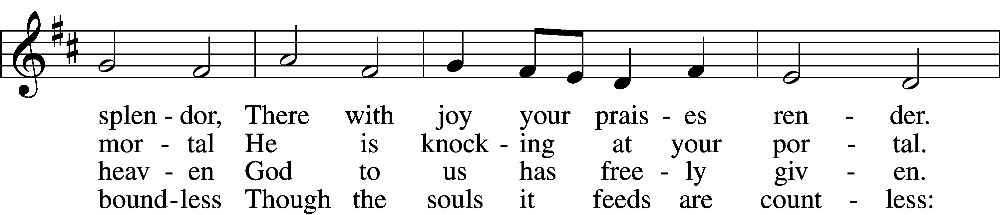 splen - dor, There with joy your prais - es ren - der.
mor - tal He is knock - ing at your por - tal.
heav - en God to us has free - ly giv - en.
bound - less Though the souls it feeds are count - less: